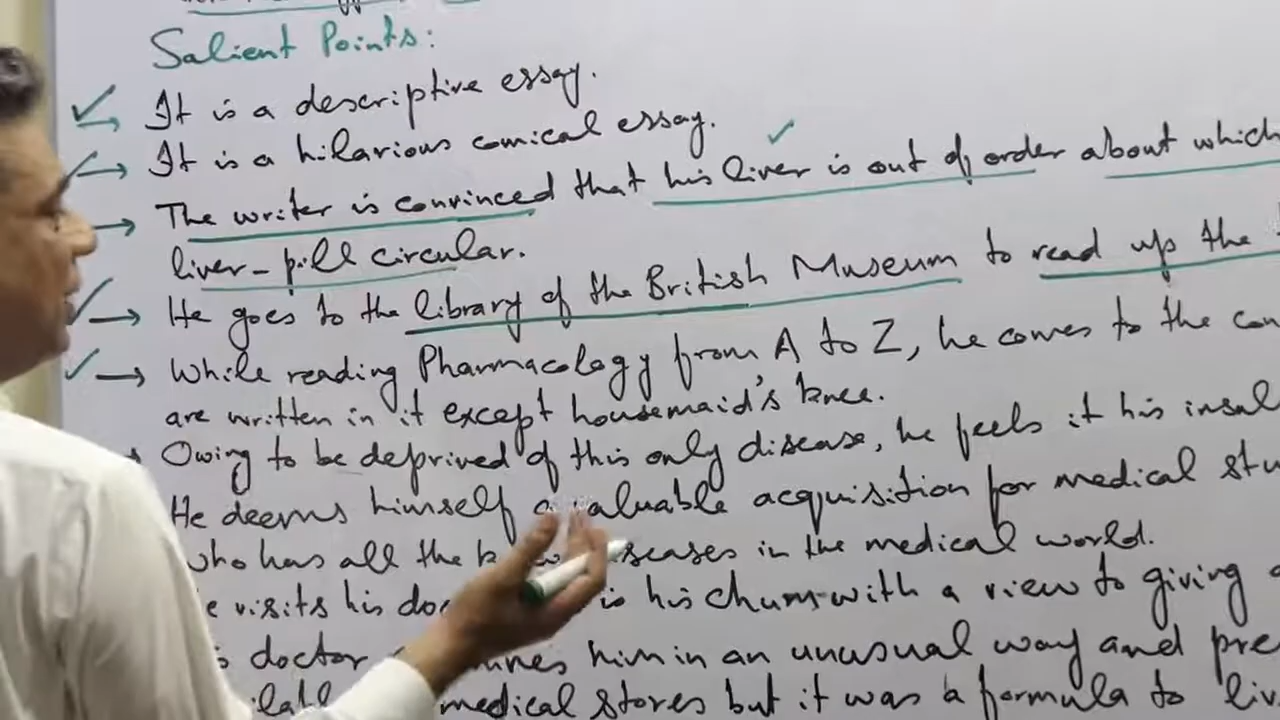 Salient Points:
It is a descriptive essay.
It is a hilarious comical essay.
The writer is convinced that his liver is out of order about which
liver-pill circular.
He goes to the library of the British Museum to read up the
While reading Pharmacology from A to Z, he comes to the con
are written in it except housemaid's knee.
Owing to be deprived of this only disease, he feels it his insul
He deems himself a valuable acquisition for medical stu
who has all the diseases in the medical world.
visits his is his chum with a view to giving
doctor him in an unusual way and pre
medical stores but it was a formula to liv